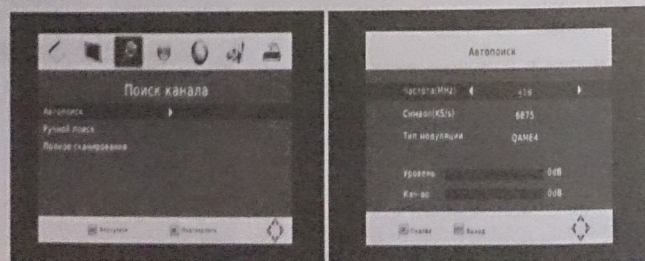 Поиск канала
Автопоиск
Ручной поиск
Полное сканирование
Автопоиск
Частота(MHz)
Символ(KS/s) 6875
Тип модуляции QAM64
Уровень 0dB
Кач-во 0dB
Выход